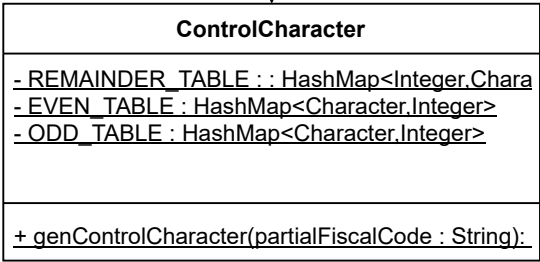 ControlCharacter
- REMAINDER_TABLE : : HashMap<Integer,Chara
- EVEN_TABLE : HashMap<Character,Integer>
- ODD_TABLE : HashMap<Character,Integer>
+ genControlCharacter(partialFiscalCode : String):